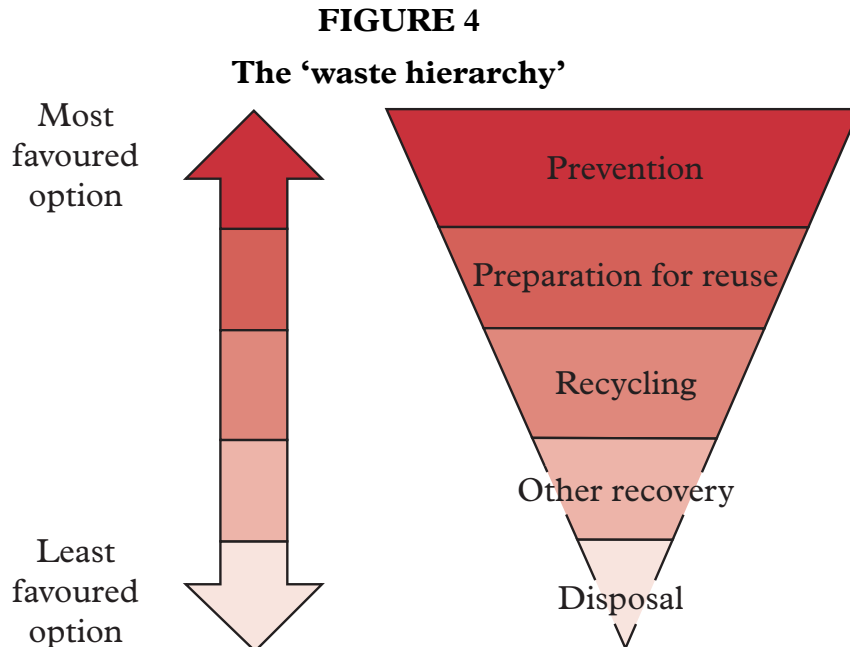 FIGURE 4
The ‘waste hierarchy’
Most
favoured
option
Prevention
Preparation for reuse
Recycling
Other recovery
Least
favoured
option
Disposal